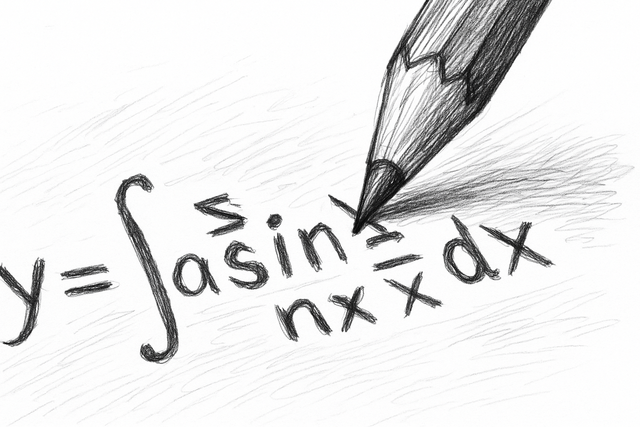 y = ∫ asin x dx
nx x